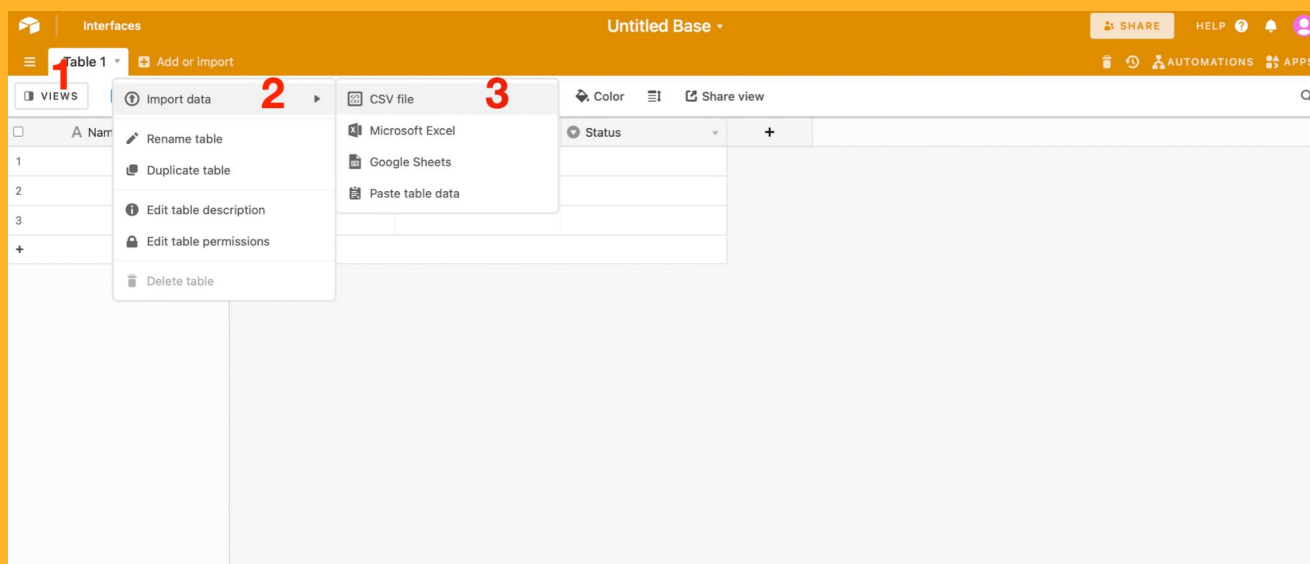 Interfaces
Untitled Base
SHARE
HELP
Table 1
Add or import
AUTOMATIONS
APPS
1
VIEWS
Import data
2
CSV file
3
Color
Share view
Nam
Rename table
Microsoft Excel
Status
1
Duplicate table
Google Sheets
2
Paste table data
Edit table description
3
Edit table permissions
Delete table